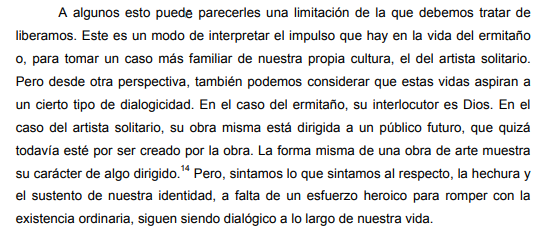 A algunos esto puede parecerles una limitación de la que debemos tratar de
liberamos. Este es un modo de interpretar el impulso que hay en la vida del ermitaño
o, para tomar un caso más familiar de nuestra propia cultura, el del artista solitario.
Pero desde otra perspectiva, también podemos considerar que estas vidas aspiran a
un cierto tipo de dialogicidad. En el caso del ermitaño, su interlocutor es Dios. En el
caso del artista solitario, su obra misma está dirigida a un público futuro, que quizá
todavía esté por ser creado por la obra. La forma misma de una obra de arte muestra
su carácter de algo dirigido.14 Pero, sintamos lo que sintamos al respecto, la hechura y
el sustento de nuestra identidad, a falta de un esfuerzo heroico para romper con la
existencia ordinaria, siguen siendo dialógico a lo largo de nuestra vida.